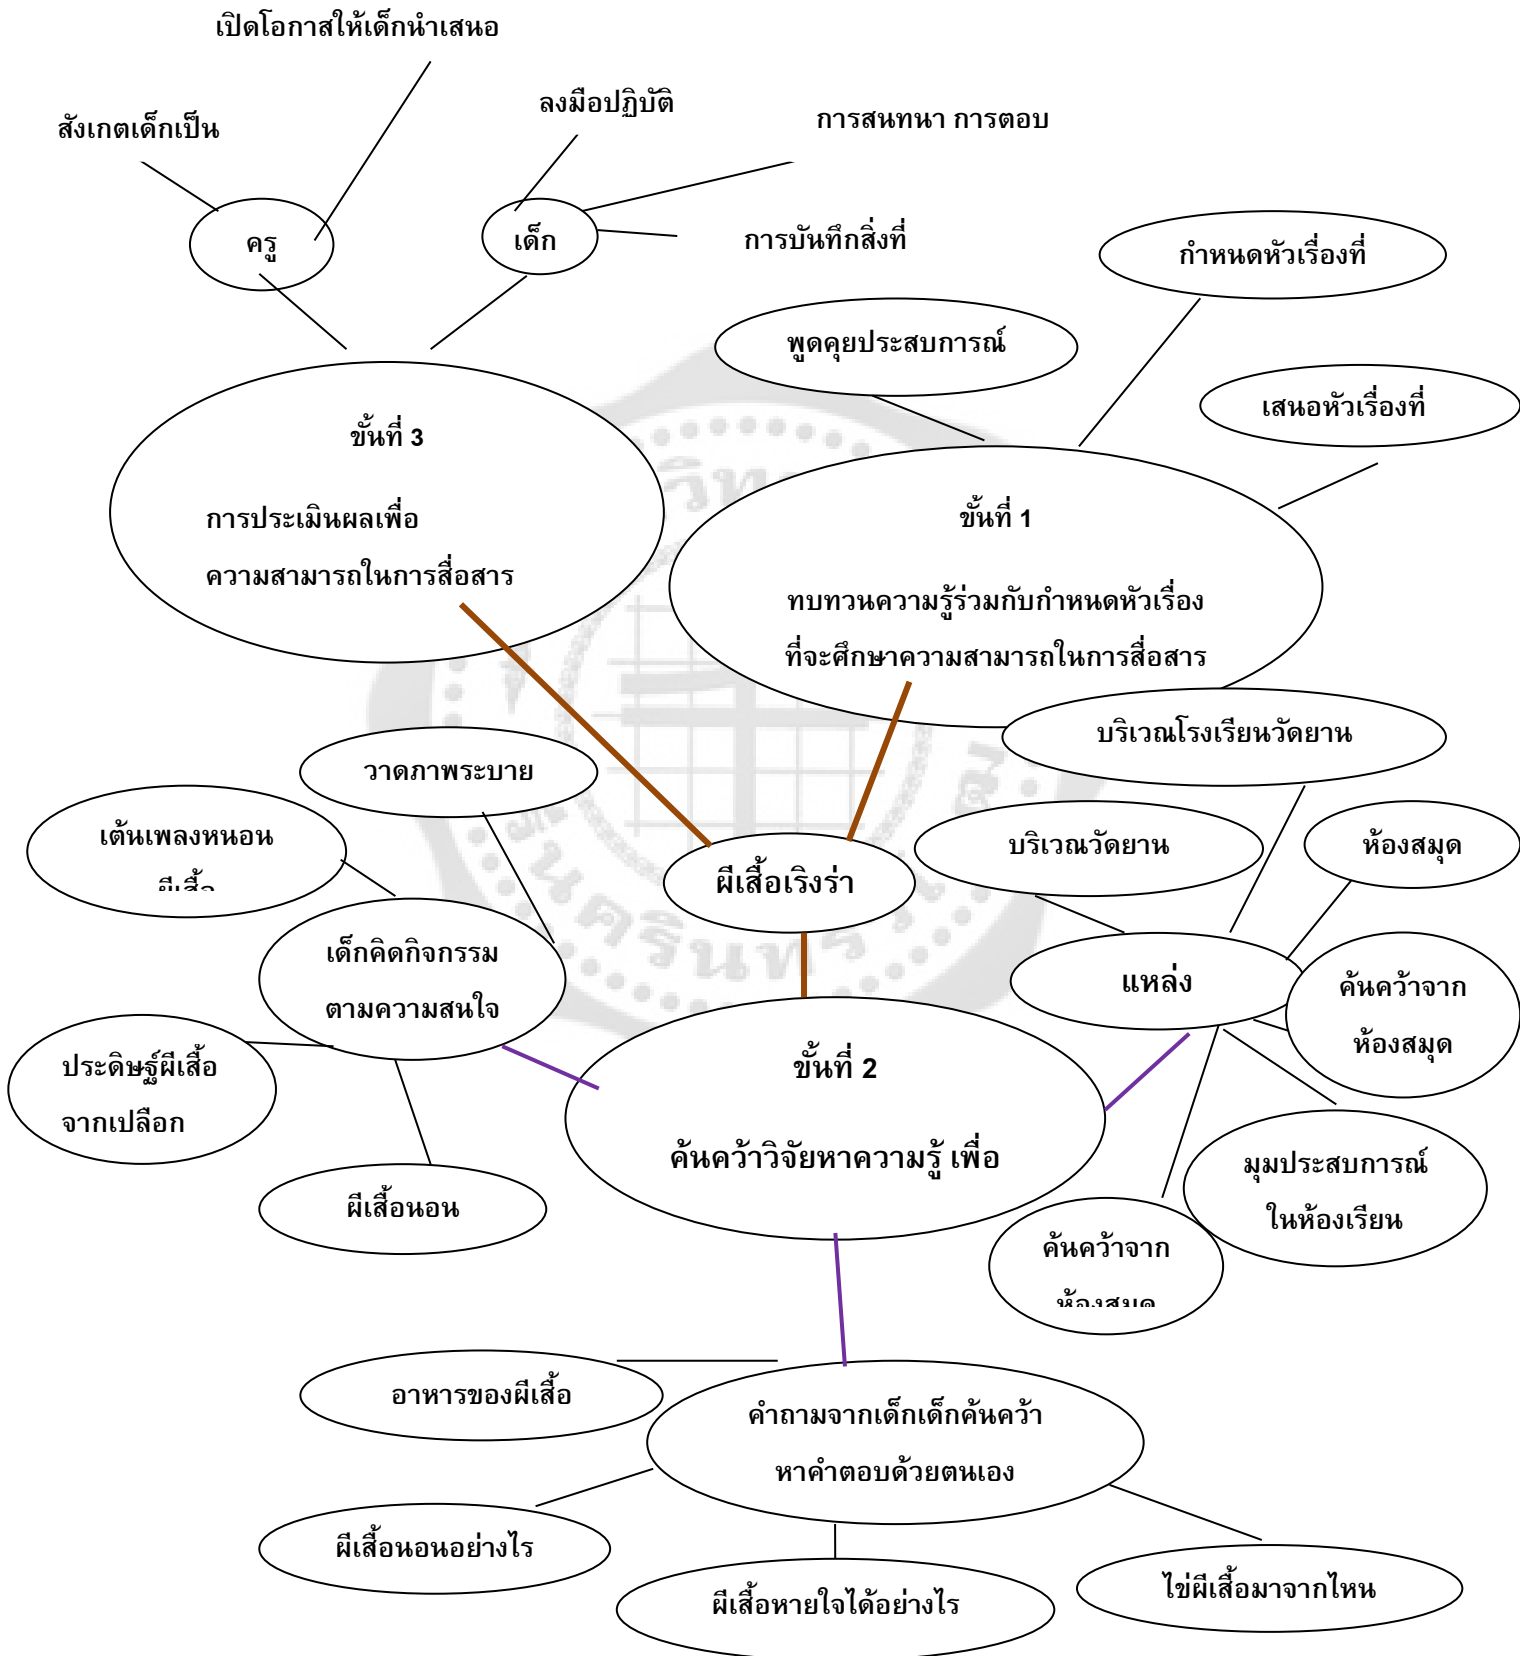 เปิดโอกาสให้เด็กนำเสนอ
สังเกตเด็กเป็น
ลงมือปฏิบัติ
การสนทนา การตอบ
ครู
เด็ก
การบันทึกสิ่งที่
กำหนดหัวเรื่องที่
พูดคุยประสบการณ์
เสนอหัวเรื่องที่
ขั้นที่ 3
การประเมินผลเพื่อ
ความสามารถในการสื่อสาร
ขั้นที่ 1
ทบทวนความรู้ร่วมกับกำหนดหัวเรื่อง
ที่จะศึกษาความสามารถในการสื่อสาร
บริเวณโรงเรียนวัดยาน
วาดภาพระบาย
เต้นเพลงหนอน
ผีเสื้อ
บริเวณวัดยาน
ห้องสมุด
ผีเสื้อเริงร่า
เด็กคิดกิจกรรม
ตามความสนใจ
แหล่ง
ค้นคว้าจาก
ห้องสมุด
ประดิษฐ์ผีเสื้อ
จากเปลือก
ขั้นที่ 2
ค้นคว้าวิจัยหาความรู้ เพื่อ
มุมประสบการณ์
ในห้องเรียน
ผีเสื้อนอน
ค้นคว้าจาก
ห้องสมุด
อาหารของผีเสื้อ
คำถามจากเด็กเด็กค้นคว้า
หาคำตอบด้วยตนเอง
ผีเสื้อนอนอย่างไร
ผีเสื้อหายใจได้อย่างไร
ไข่ผีเสื้อมาจากไหน